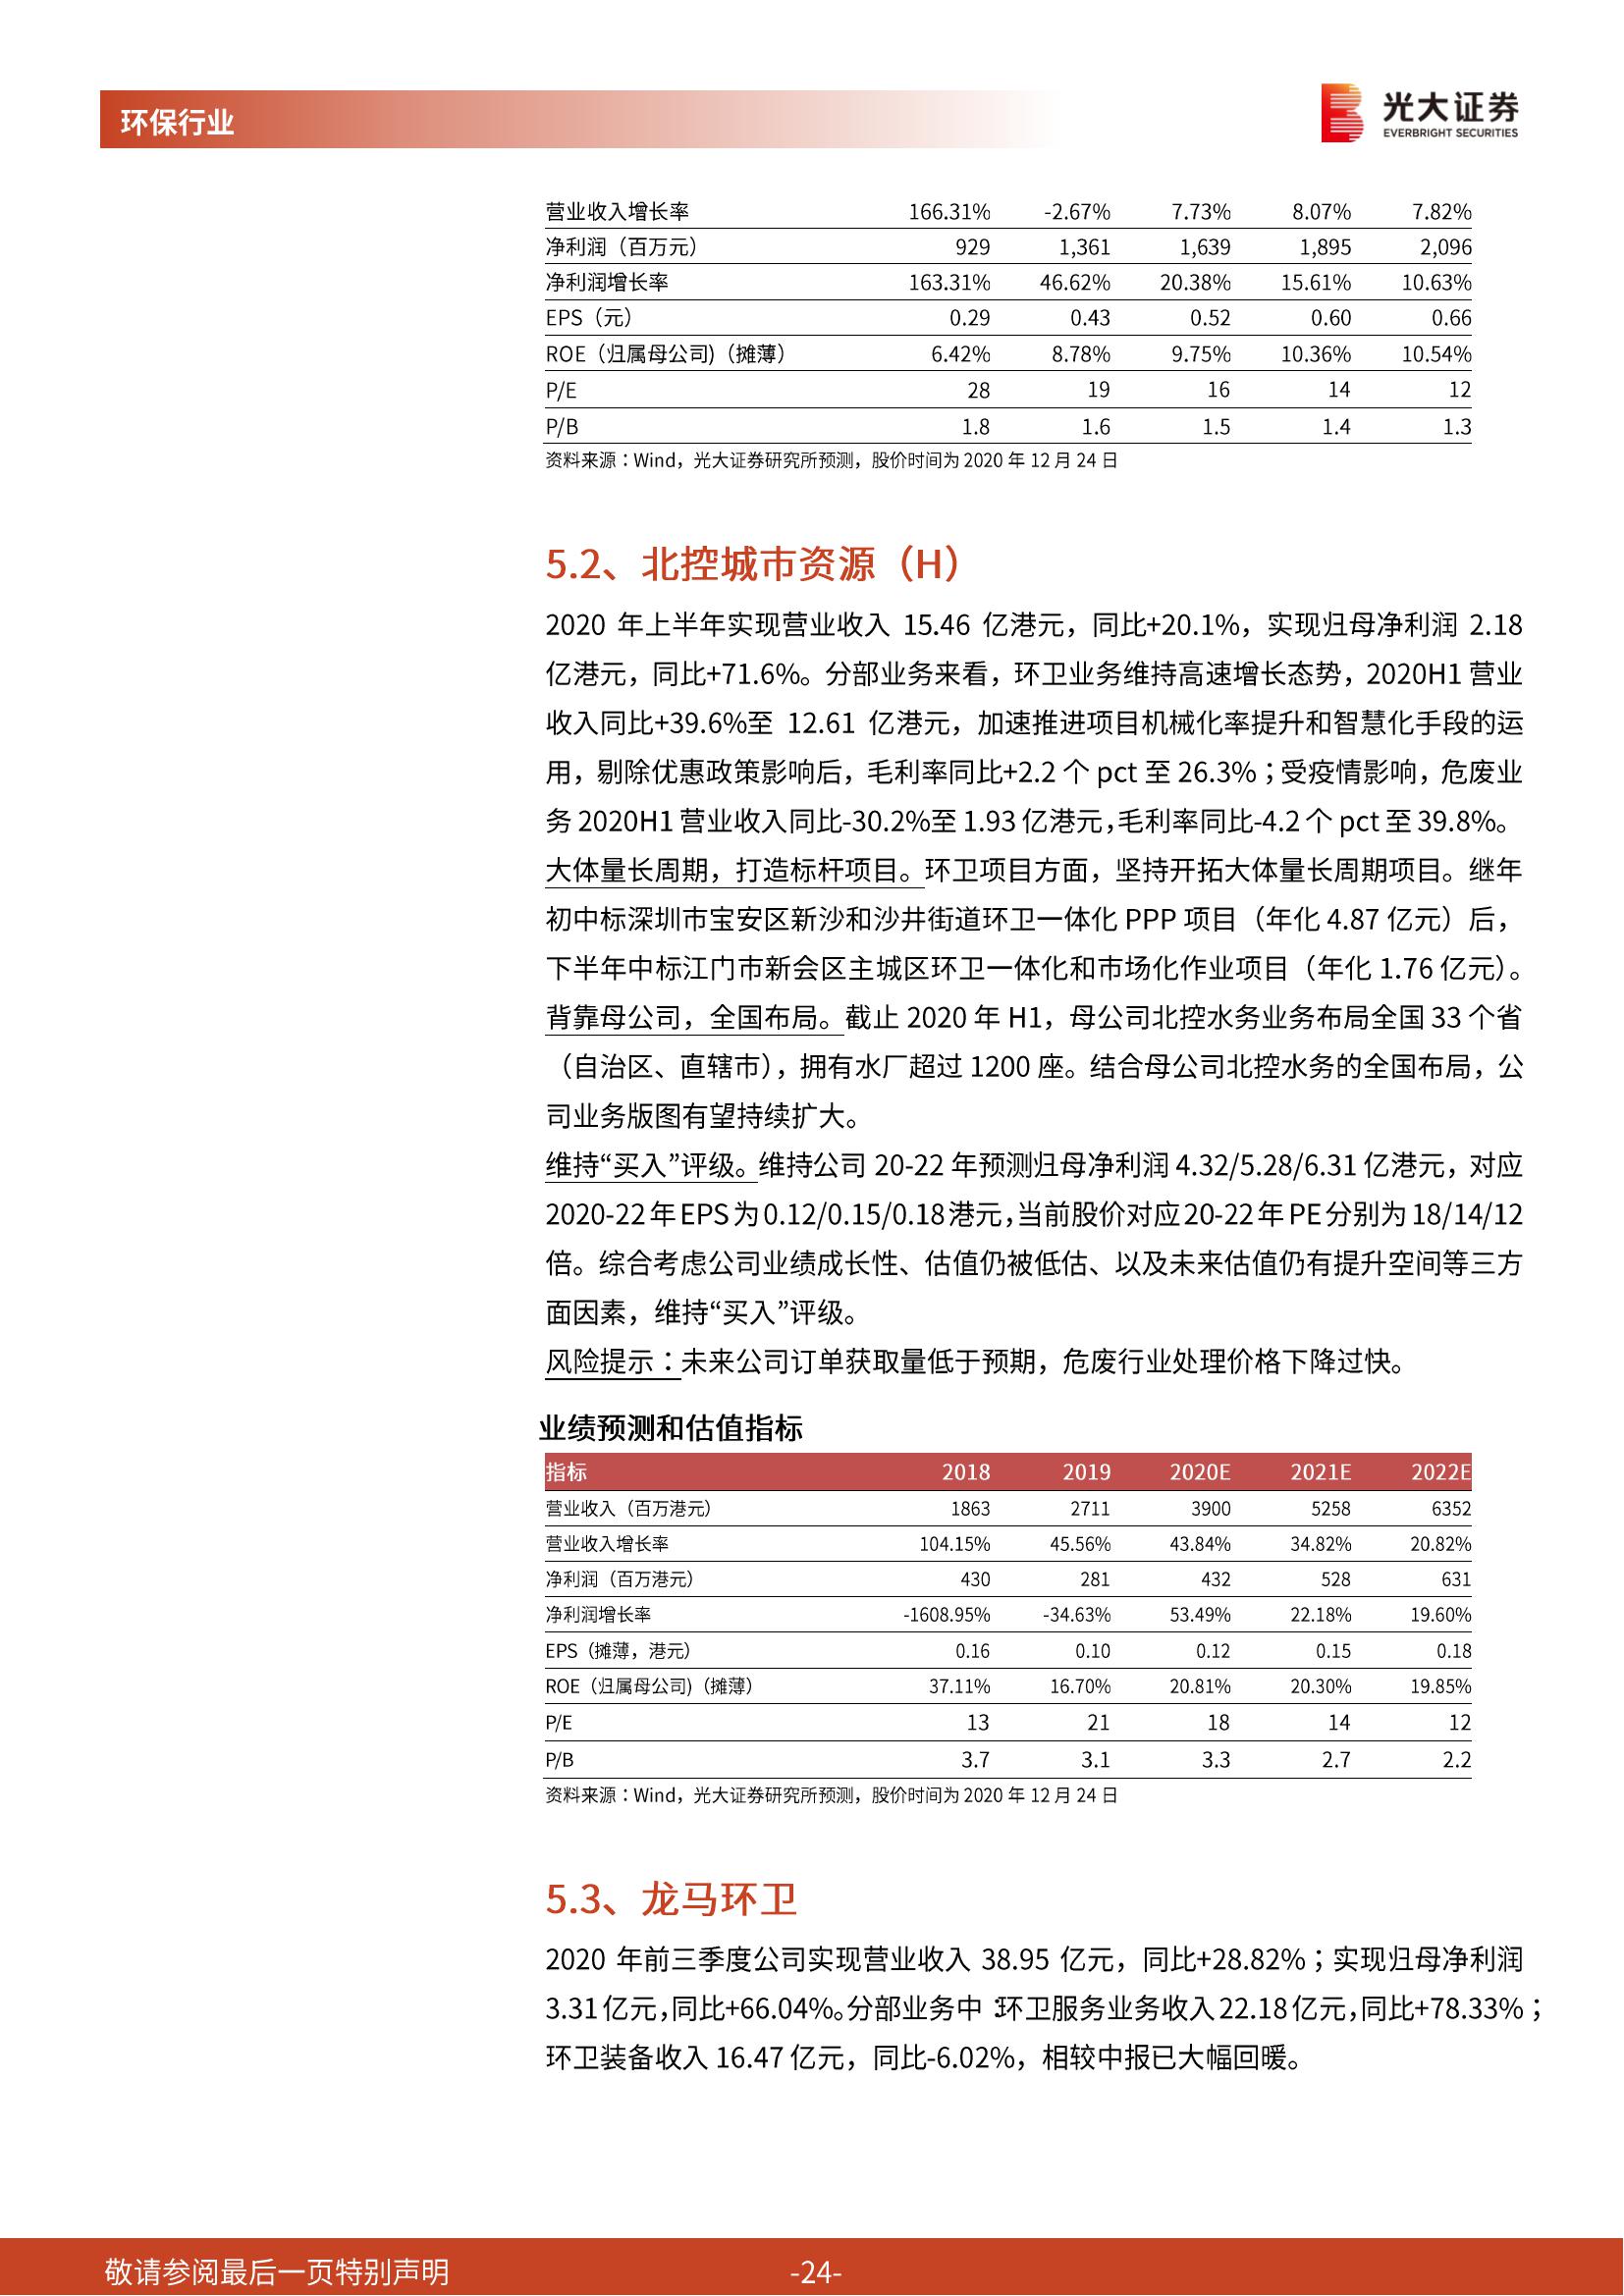 环保行业
光大证券
EVERBRIGHT SECURITIES
营业收入增长率 166.31% -2.67% 7.73% 8.07% 7.82%
净利润（百万元） 929 1,361 1,639 1,895 2,096
净利润增长率 163.31% 46.62% 20.38% 15.61% 10.63%
EPS（元） 0.29 0.43 0.52 0.60 0.66
ROE（归属母公司)（摊薄） 6.42% 8.78% 9.75% 10.36% 10.54%
P/E 28 19 16 14 12
P/B 1.8 1.6 1.5 1.4 1.3
资料来源：Wind，光大证券研究所预测，股价时间为 2020 年 12 月 24 日
5.2、北控城市资源（H）
2020 年上半年实现营业收入 15.46 亿港元，同比+20.1%，实现归母净利润 2.18
亿港元，同比+71.6%。分部业务来看，环卫业务维持高速增长态势，2020H1 营业
收入同比+39.6%至 12.61 亿港元，加速推进项目机械化率提升和智慧化手段的运
用，剔除优惠政策影响后，毛利率同比+2.2 个 pct 至 26.3%；受疫情影响，危废业
务 2020H1 营业收入同比-30.2%至 1.93 亿港元，毛利率同比-4.2 个 pct 至 39.8%。
大体量长周期，打造标杆项目。环卫项目方面，坚持开拓大体量长周期项目。继年
初中标深圳市宝安区新沙和沙井街道环卫一体化 PPP 项目（年化 4.87 亿元）后，
下半年中标江门市新会区主城区环卫一体化和市场化作业项目（年化 1.76 亿元）。
背靠母公司，全国布局。截止 2020 年 H1，母公司北控水务业务布局全国 33 个省
（自治区、直辖市），拥有水厂超过 1200 座。结合母公司北控水务的全国布局，公
司业务版图有望持续扩大。
维持“买入”评级。维持公司 20-22 年预测归母净利润 4.32/5.28/6.31 亿港元，对应
2020-22 年 EPS 为 0.12/0.15/0.18 港元，当前股价对应 20-22 年 PE 分别为 18/14/12
倍。综合考虑公司业绩成长性、估值仍被低估、以及未来估值仍有提升空间等三方
面因素，维持“买入”评级。
风险提示：未来公司订单获取量低于预期，危废行业处理价格下降过快。
业绩预测和估值指标
指标 2018 2019 2020E 2021E 2022E
营业收入（百万港元） 1863 2711 3900 5258 6352
营业收入增长率 104.15% 45.56% 43.84% 34.82% 20.82%
净利润（百万港元） 430 281 432 528 631
净利润增长率 -1608.95% -34.63% 53.49% 22.18% 19.60%
EPS（摊薄，港元） 0.16 0.10 0.12 0.15 0.18
ROE（归属母公司)（摊薄） 37.11% 16.70% 20.81% 20.30% 19.85%
P/E 13 21 18 14 12
P/B 3.7 3.1 3.3 2.7 2.2
资料来源：Wind，光大证券研究所预测，股价时间为 2020 年 12 月 24 日
5.3、龙马环卫
2020 年前三季度公司实现营业收入 38.95 亿元，同比+28.82%；实现归母净利润
3.31 亿元，同比+66.04%。分部业务中：环卫服务业务收入 22.18 亿元，同比+78.33%；
环卫装备收入 16.47 亿元，同比-6.02%，相较中报已大幅回暖。
敬请参阅最后一页特别声明
-24-